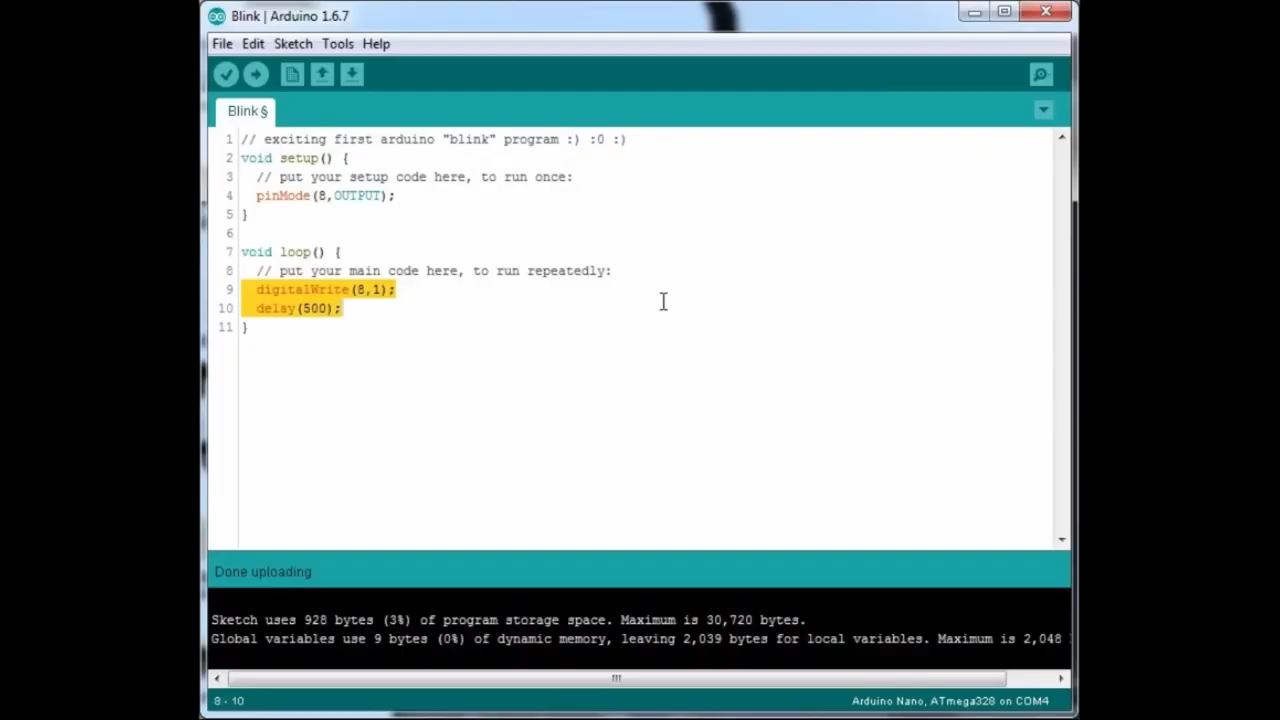 Blink | Arduino 1.6.7
File Edit Sketch Tools Help
Blink§
1 // exciting first arduino "blink" program :) :0 :)
2 void setup() {
3 // put your setup code here, to run once:
4 pinMode(8,OUTPUT);
5 }
6
7 void loop() {
8 // put your main code here, to run repeatedly:
9 digitalWrite(8,1);
10 delay(500);
11 }
Done uploading
Sketch uses 928 bytes (3%) of program storage space. Maximum is 30,720 bytes.
Global variables use 9 bytes (0%) of dynamic memory, leaving 2,039 bytes for local variables. Maximum is 2,048
8 - 10
Arduino Nano, ATmega328 on COM4